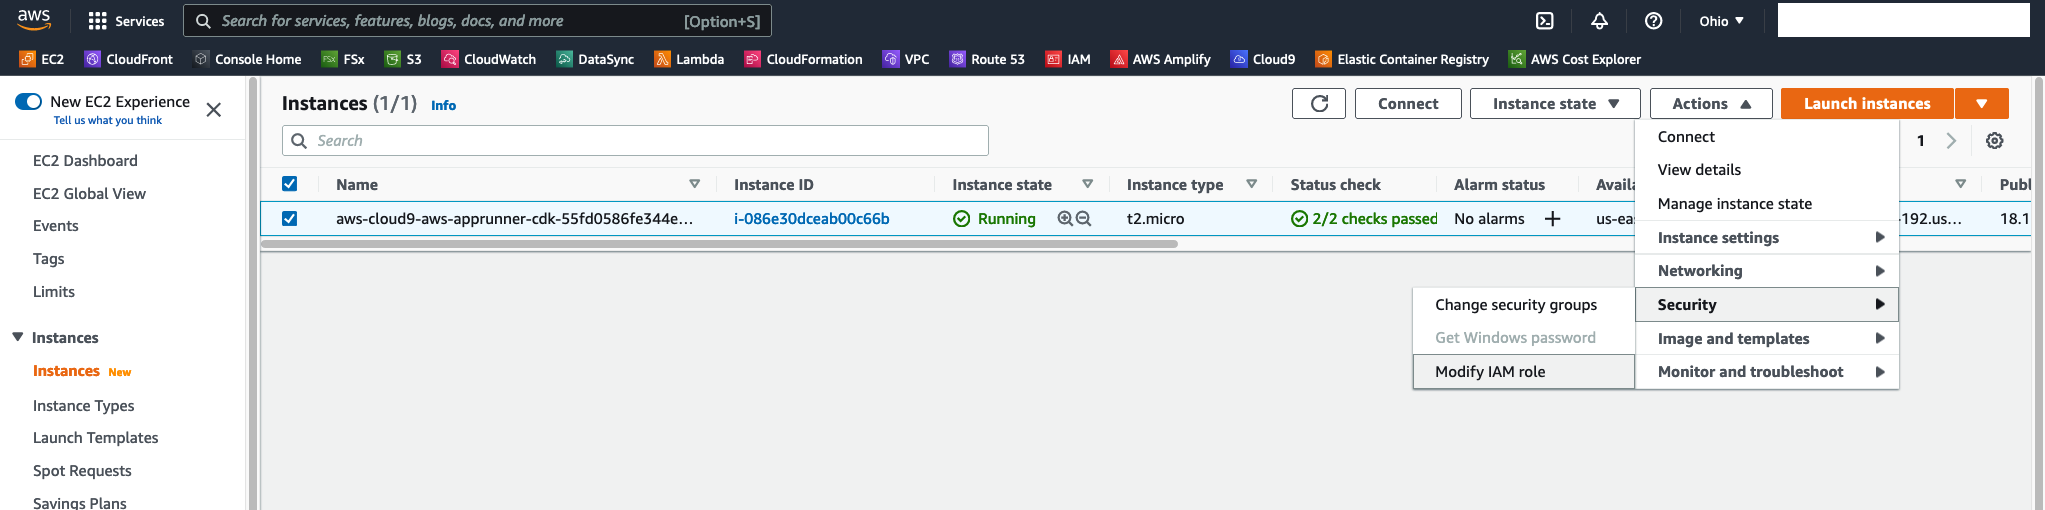 aws
Services
Search for services, features, blogs, docs, and more
[Option+S]
Ohio
EC2 CloudFront Console Home FSx S3 CloudWatch DataSync Lambda CloudFormation VPC Route 53 IAM AWS Amplify Cloud9 Elastic Container Registry AWS Cost Explorer
New EC2 Experience
Tell us what you think
EC2 Dashboard
EC2 Global View
Events
Tags
Limits
Instances
Instances New
Instance Types
Launch Templates
Spot Requests
Savings Plans
Instances (1/1) Info
Connect
Instance state
Actions
Launch instances
Search
1
Name Instance ID Instance state Instance type Status check Alarm status Availa Publ
aws-cloud9-aws-apprunner-cdk-55fd0586fe344e... i-086e30dceab00c66b Running t2.micro 2/2 checks passed No alarms + us-ea -192.us... 18.1
Connect
View details
Manage instance state
Instance settings
Networking
Security
Image and templates
Monitor and troubleshoot
Change security groups
Get Windows password
Modify IAM role